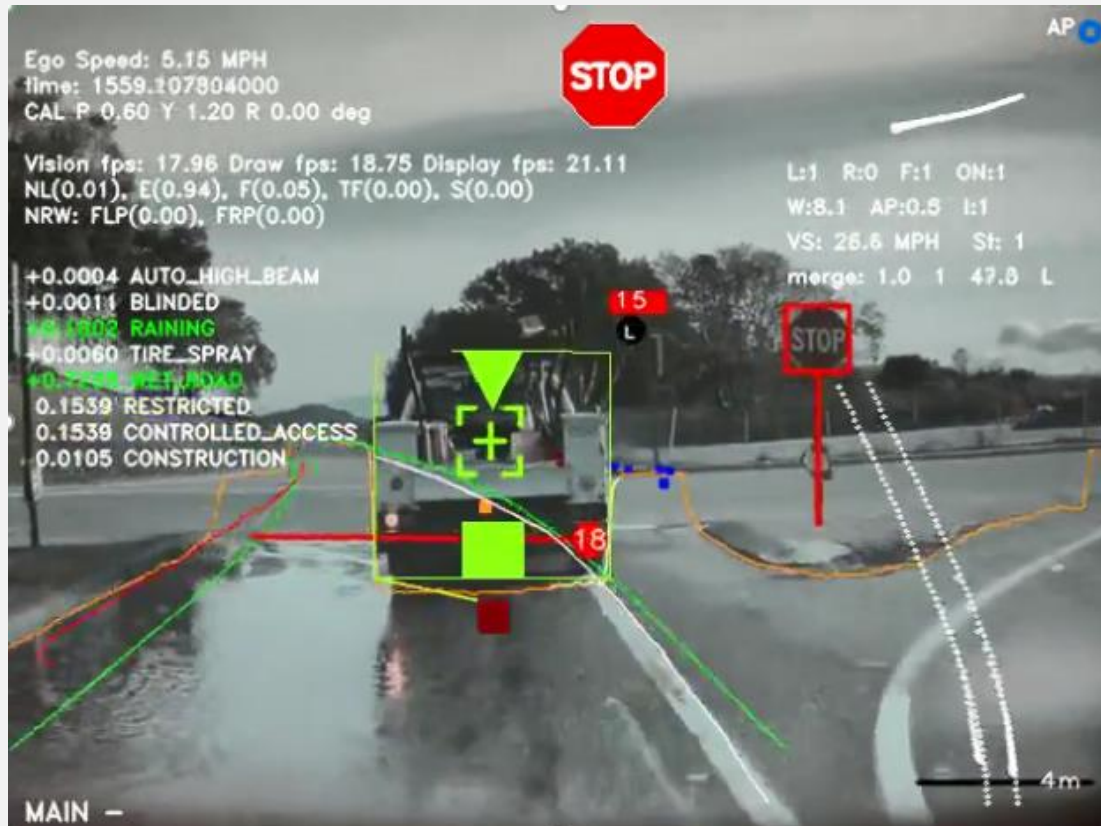 Ego Speed: 5.15 MPH
time: 1559.107804000
CAL P 0.60 Y 1.20 R 0.00 deg
Vision fps: 17.96 Draw fps: 18.75 Display fps: 21.11
NL(0.01), E(0.94), F(0.05), TF(0.00), S(0.00)
NRW: FLP(0.00), FRP(0.00)
+0.0004 AUTO_HIGH_BEAM
+0.0011 BLINDED
RAINING
+0.0060 TIRE_SPRAY
WET_ROAD
0.1539 RESTRICTED
0.1539 CONTROLLED_ACCESS
0.0105 CONSTRUCTION
STOP
AP
L:1 R:0 F:1 ON:1
W:8.1 AP:0.8 I:1
VS: 26.6 MPH St: 1
merge: 1.0 1 47.8 L
15
L
STOP
18
4m
MAIN -